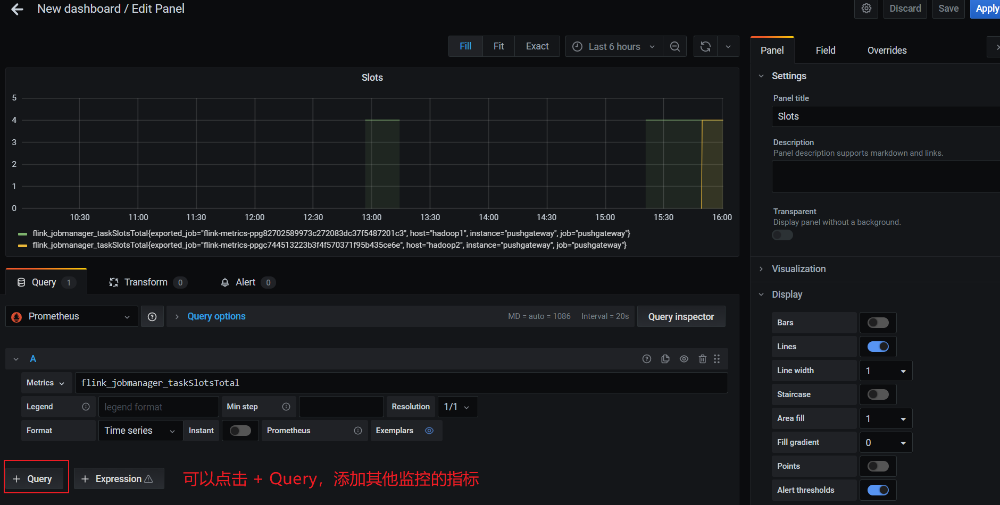 New dashboard / Edit Panel
Discard
Save
Apply
Fill
Fit
Exact
Last 6 hours
Slots
5
4
3
2
1
0
10:30
11:00
11:30
12:00
12:30
13:00
13:30
14:00
14:30
15:00
15:30
16:00
flink_jobmanager_taskSlotsTotal{exported_job="flink-metrics-ppg82702589973c272083dc37f5487201c3", host="hadoop1", instance="pushgateway", job="pushgateway"}
flink_jobmanager_taskSlotsTotal{exported_job="flink-metrics-ppgc744513223b3f4f570371f95b435ce6e", host="hadoop2", instance="pushgateway", job="pushgateway"}
Query 1
Transform 0
Alert 0
Prometheus
Query options
MD = auto = 1086
Interval = 20s
Query inspector
A
Metrics
flink_jobmanager_taskSlotsTotal
Legend
legend format
Min step
Resolution
1/1
Format
Time series
Instant
Prometheus
Exemplars
+ Query
+ Expression
可以点击 + Query，添加其他监控的指标
Panel
Field
Overrides
Settings
Panel title
Slots
Description
Panel description supports markdown and links.
Transparent
Display panel without a background.
Visualization
Display
Bars
Lines
Line width
1
Staircase
Area fill
1
Fill gradient
0
Points
Alert thresholds